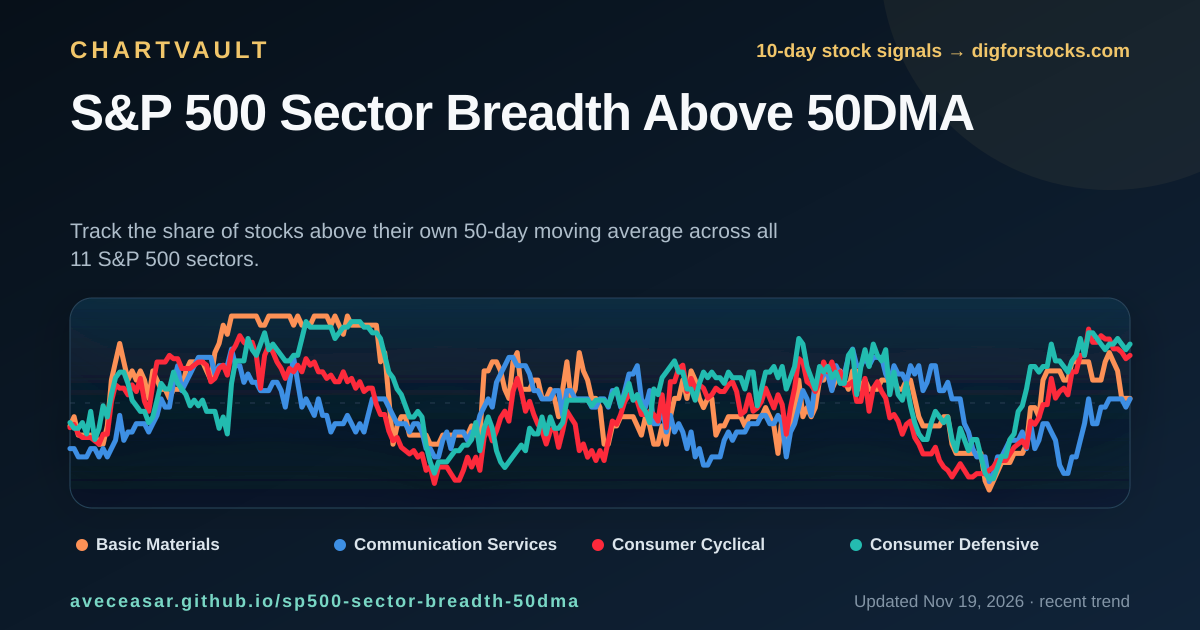 CHARTVAULT
10-day stock signals → digforstocks.com
S&P 500 Sector Breadth Above 50DMA
Track the share of stocks above their own 50-day moving average across all
11 S&P 500 sectors.
Basic Materials
Communication Services
Consumer Cyclical
Consumer Defensive
aveceasar.github.io/sp500-sector-breadth-50dma
Updated Nov 19, 2026 · recent trend